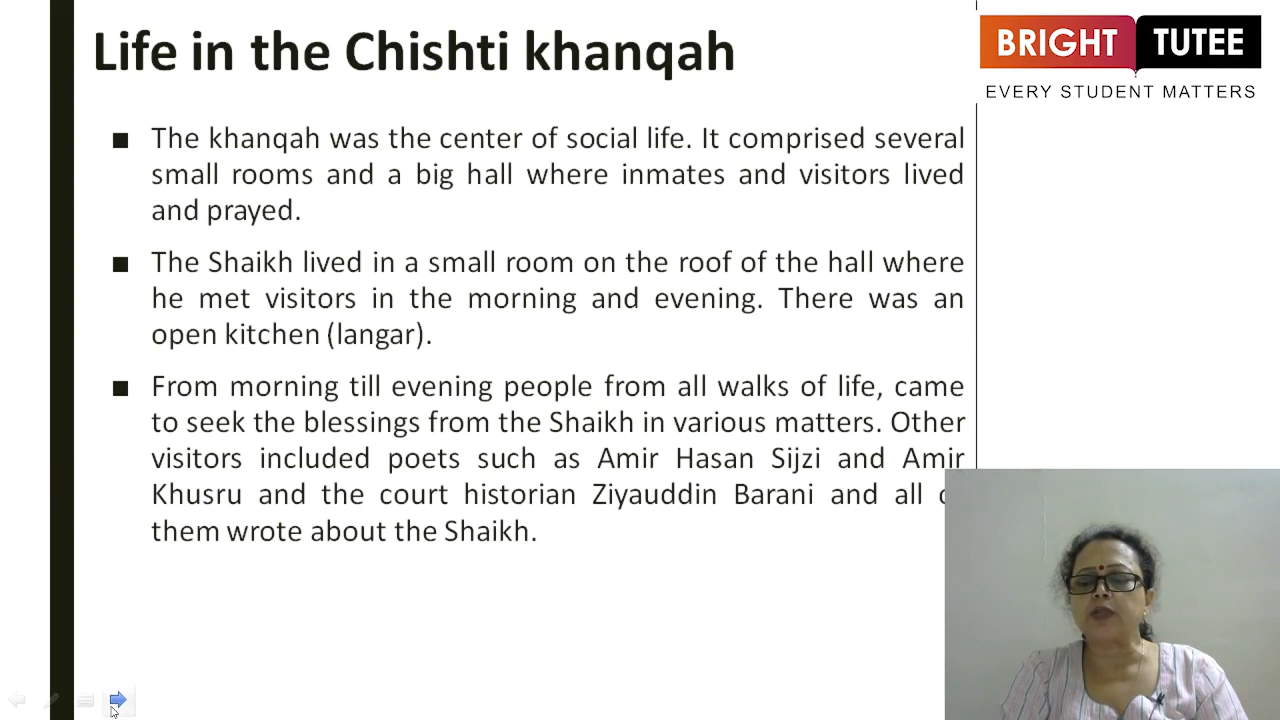 Life in the Chishti khanqah
BRIGHT TUTEE
EVERY STUDENT MATTERS
■ The khanqah was the center of social life. It comprised several
small rooms and a big hall where inmates and visitors lived
and prayed.
■ The Shaikh lived in a small room on the roof of the hall where
he met visitors in the morning and evening. There was an
open kitchen (langar).
■ From morning till evening people from all walks of life, came
to seek the blessings from the Shaikh in various matters. Other
visitors included poets such as Amir Hasan Sijzi and Amir
Khusru and the court historian Ziyauddin Barani and all
them wrote about the Shaikh.